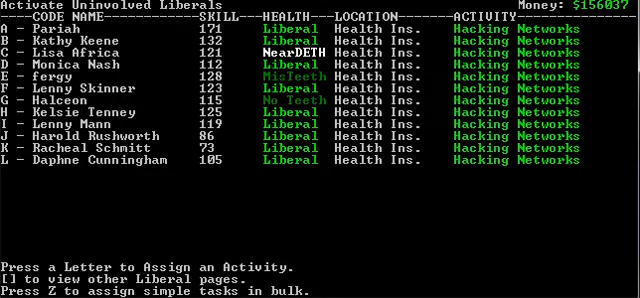 Activate Uninvolved Liberals Money: $156037
----CODE NAME------------SKILL---HEALTH---LOCATION-------ACTIVITY--------------
A - Pariah 171 Liberal Health Ins. Hacking Networks
B - Kathy Keene 132 Liberal Health Ins. Hacking Networks
C - Lisa Africa 121 NearDETH Health Ins. Hacking Networks
D - Monica Nash 112 Liberal Health Ins. Hacking Networks
E - fergy 128 MisTeeth Health Ins. Hacking Networks
F - Lenny Skinner 123 Liberal Health Ins. Hacking Networks
G - Halceon 115 No Teeth Health Ins. Hacking Networks
H - Kelsie Tenney 125 Liberal Health Ins. Hacking Networks
I - Lenny Mann 119 Liberal Health Ins. Hacking Networks
J - Harold Rushworth 86 Liberal Health Ins. Hacking Networks
K - Racheal Schmitt 73 Liberal Health Ins. Hacking Networks
L - Daphne Cunningham 105 Liberal Health Ins. Hacking Networks
Press a Letter to Assign an Activity.
[] to view other Liberal pages.
Press Z to assign simple tasks in bulk.